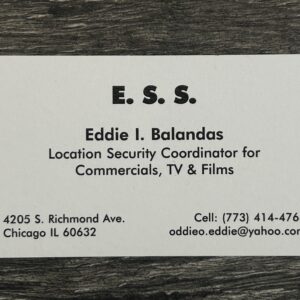 E. S. S.
Eddie I. Balandas
Location Security Coordinator for
Commercials, TV & Films
4205 S. Richmond Ave.
Chicago IL 60632
Cell: (773) 414-476
oddieo.eddie@yahoo.com